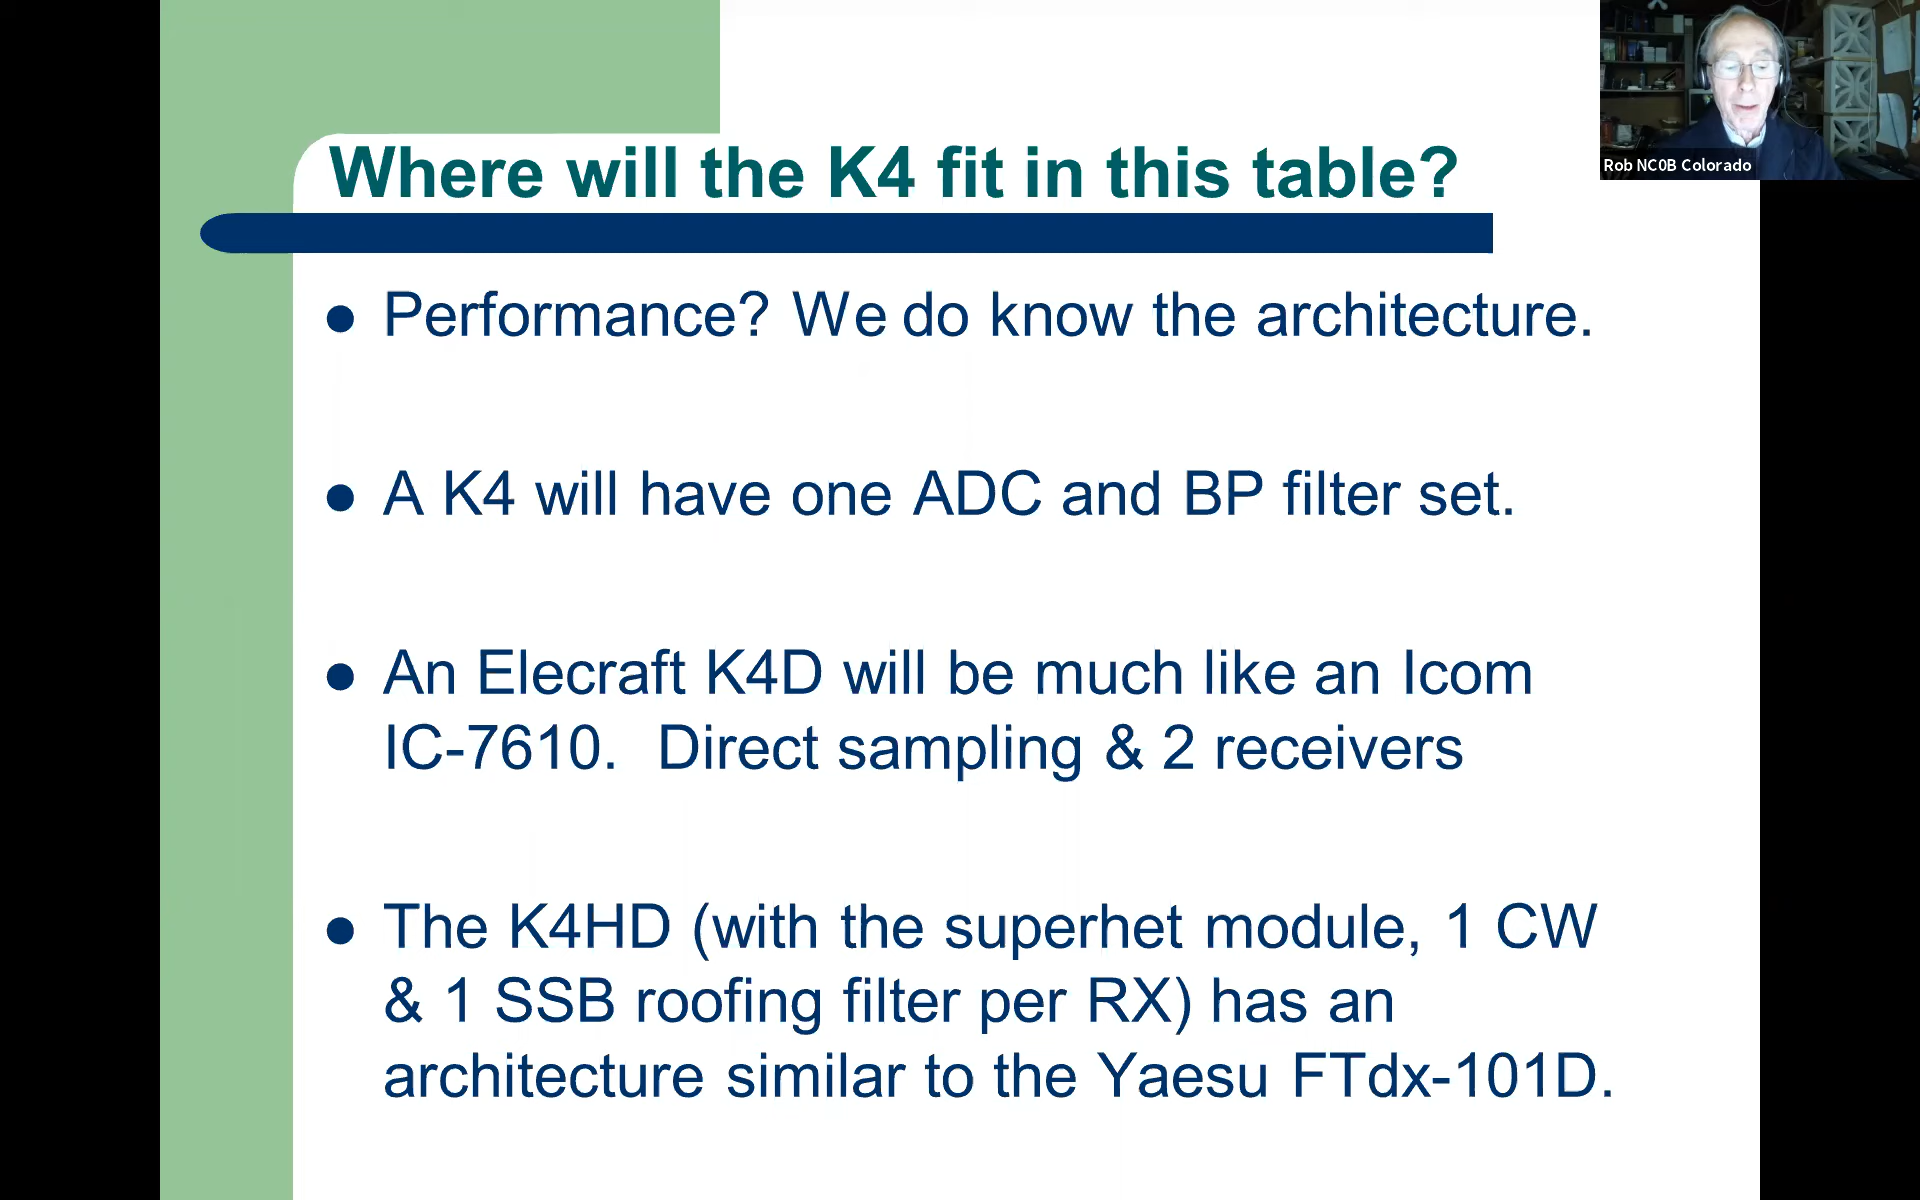 Where will the K4 fit in this table?
Rob NC0B Colorado
● Performance? We do know the architecture.
● A K4 will have one ADC and BP filter set.
● An Elecraft K4D will be much like an Icom
IC-7610. Direct sampling & 2 receivers
● The K4HD (with the superhet module, 1 CW
& 1 SSB roofing filter per RX) has an
architecture similar to the Yaesu FTdx-101D.